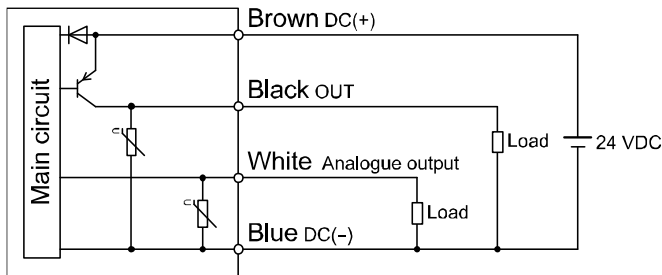 Brown DC(+)
Main circuit
Black OUT
Load
24 VDC
White Analogue output
Load
Blue DC(−)